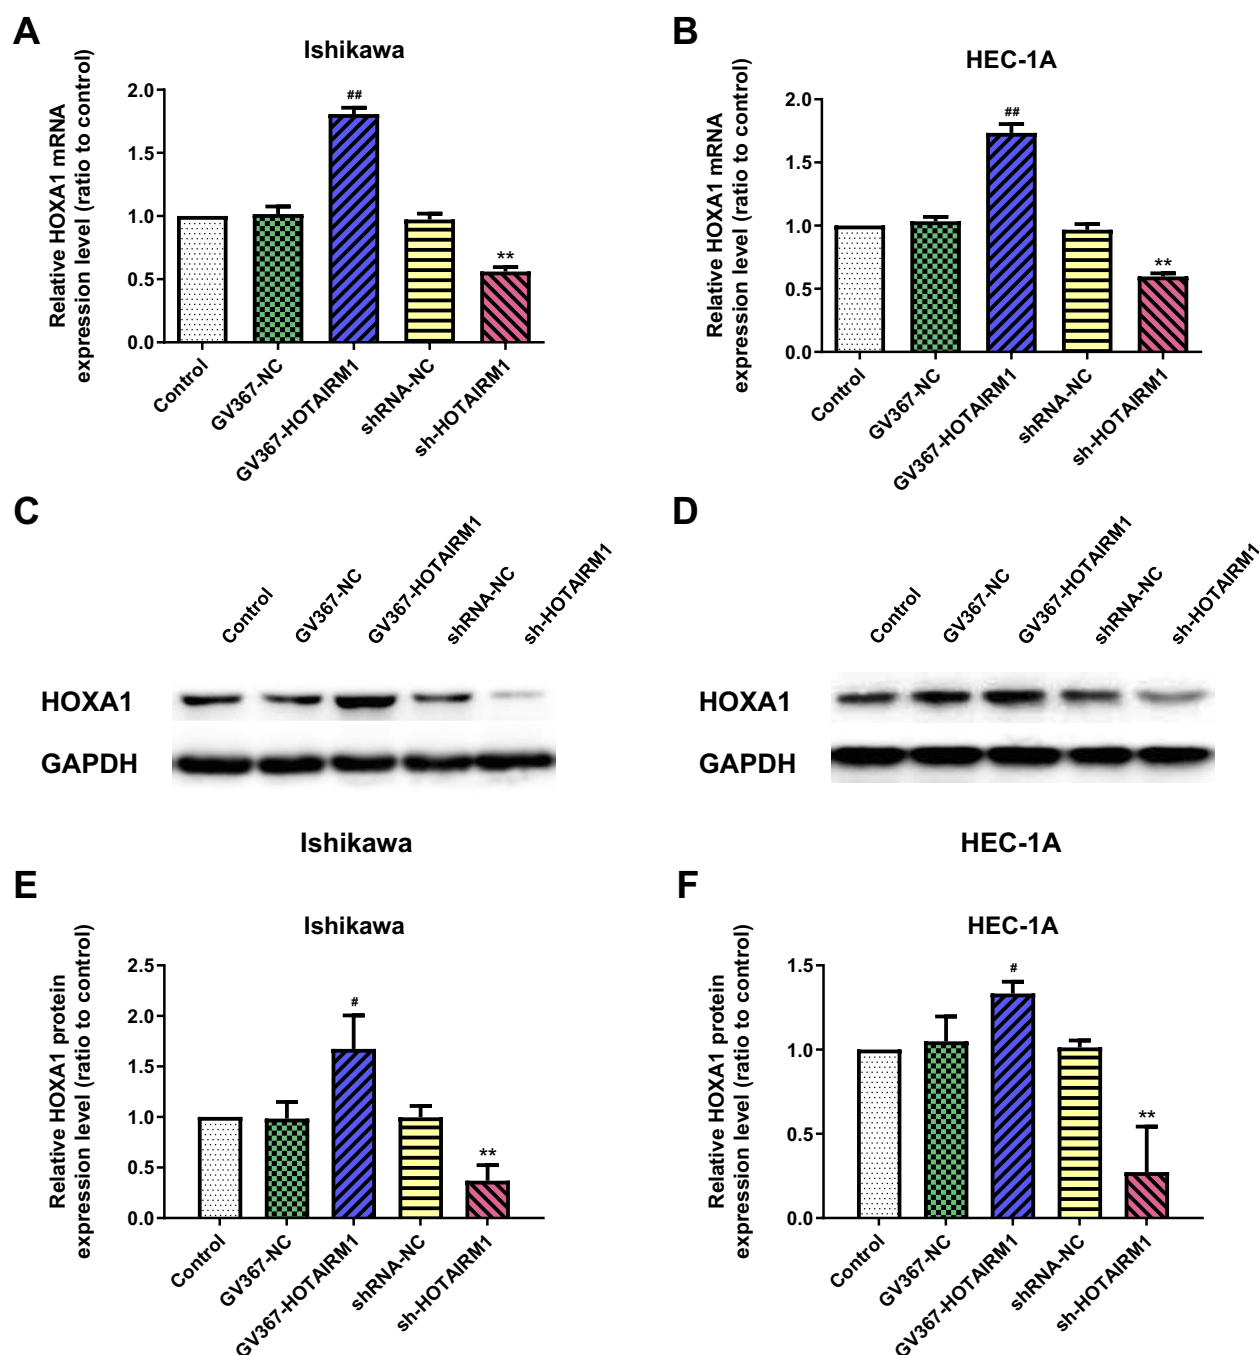 A
Ishikawa
Relative HOXA1 mRNA
expression level (ratio to control)
2.0
1.5
1.0
0.5
0.0
##
**
Control
GV367-NC
GV367-HOTAIRM1
shRNA-NC
sh-HOTAIRM1
B
HEC-1A
Relative HOXA1 mRNA
expression level (ratio to control)
2.0
1.5
1.0
0.5
0.0
##
**
Control
GV367-NC
GV367-HOTAIRM1
shRNA-NC
sh-HOTAIRM1
C
Control
GV367-NC
GV367-HOTAIRM1
shRNA-NC
sh-HOTAIRM1
HOXA1
GAPDH
Ishikawa
D
Control
GV367-NC
GV367-HOTAIRM1
shRNA-NC
sh-HOTAIRM1
HOXA1
GAPDH
HEC-1A
E
Ishikawa
Relative HOXA1 protein
expression level (ratio to control)
2.5
2.0
1.5
1.0
0.5
0.0
#
**
Control
GV367-NC
GV367-HOTAIRM1
shRNA-NC
sh-HOTAIRM1
F
HEC-1A
Relative HOXA1 protein
expression level (ratio to control)
1.5
1.0
0.5
0.0
#
**
Control
GV367-NC
GV367-HOTAIRM1
shRNA-NC
sh-HOTAIRM1